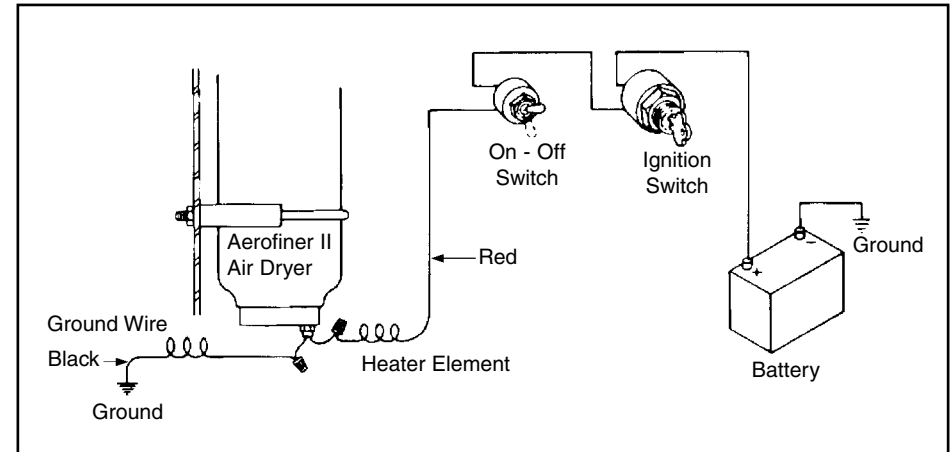 On - Off
Switch
Ignition
Switch
Aerofiner II
Air Dryer
Red
Ground
+
–
Ground Wire
Black
Heater Element
Battery
Ground